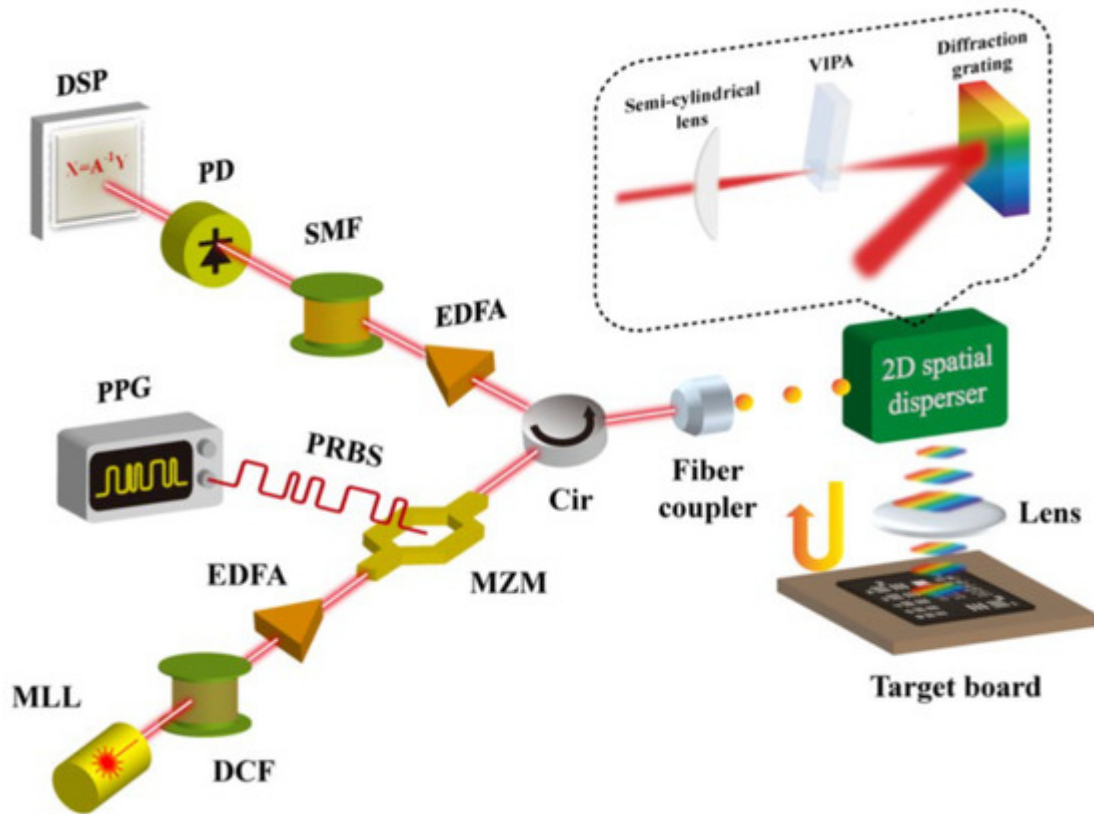 DSP
X=A⁻¹Y
PD
SMF
EDFA
Semi-cylindrical
lens
VIPA
Diffraction
grating
PPG
PRBS
Cir
Fiber
coupler
2D spatial
disperser
Lens
EDFA
MZM
Target board
MLL
DCF